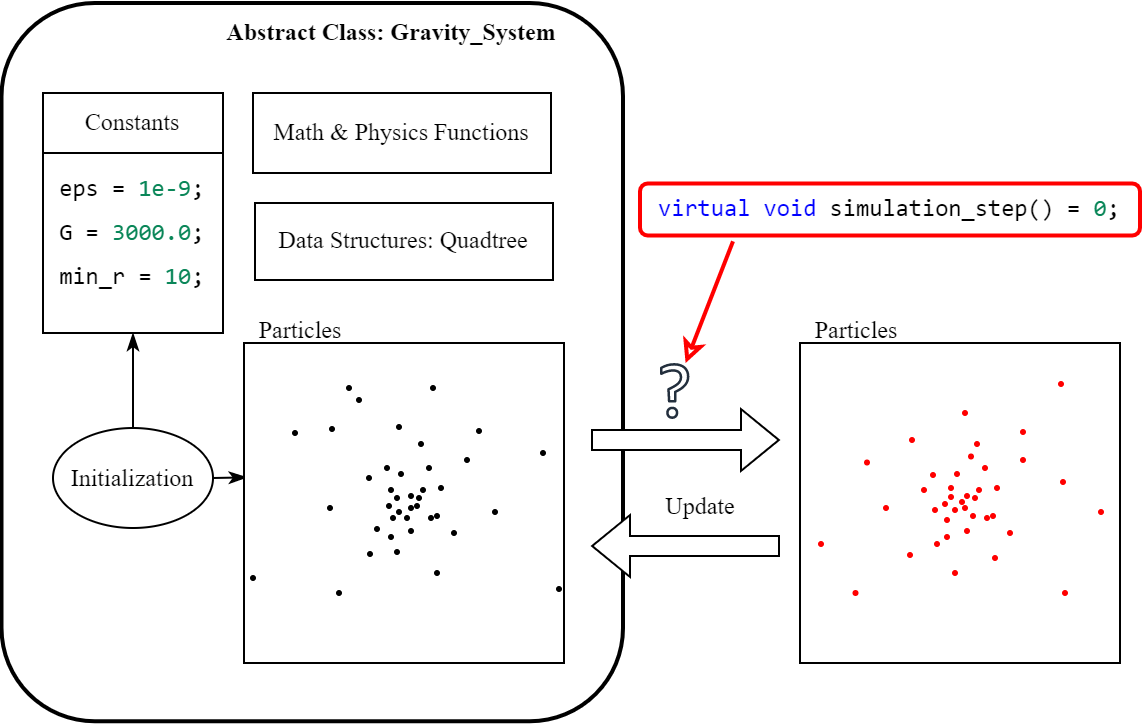 Abstract Class: Gravity_System
Constants
eps = 1e-9;
G = 3000.0;
min_r = 10;
Math & Physics Functions
Data Structures: Quadtree
virtual void simulation_step() = 0;
Particles
?
Particles
Initialization
Update